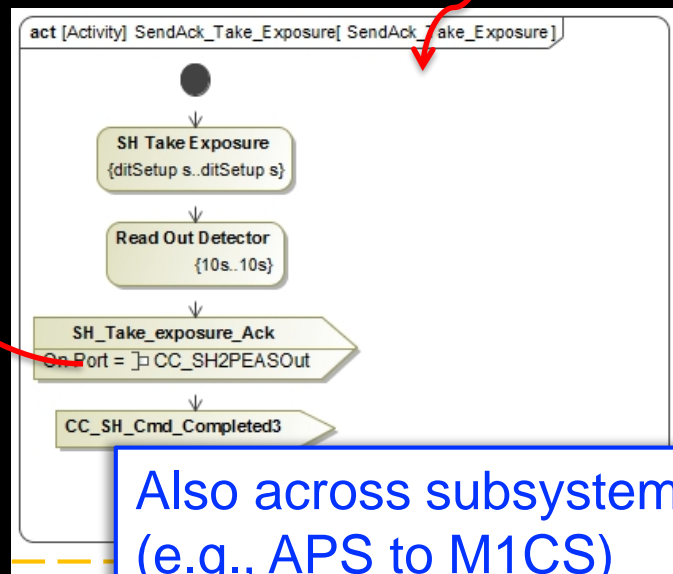 act [Activity] SendAck_Take_Exposure[ SendAck_Take_Exposure]
SH Take Exposure
{ditSetup s..ditSetup s}
Read Out Detector
{10s..10s}
SH_Take_exposure_Ack
On Port = CC_SH2PEASOut
CC_SH_Cmd_Completed3
Also across subsystem
(e.g., APS to M1CS)